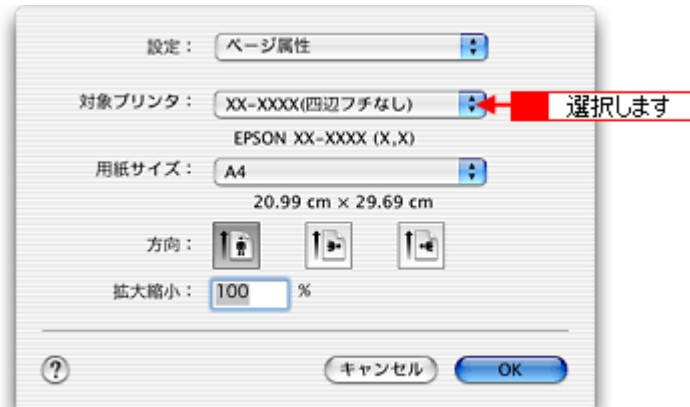 設定： ページ属性
対象プリンタ： XX-XXXX(四辺フチなし) 選択します
EPSON XX-XXXX (X,X)
用紙サイズ： A4
20.99 cm × 29.69 cm
方向：
拡大縮小： 100 %
? キャンセル OK